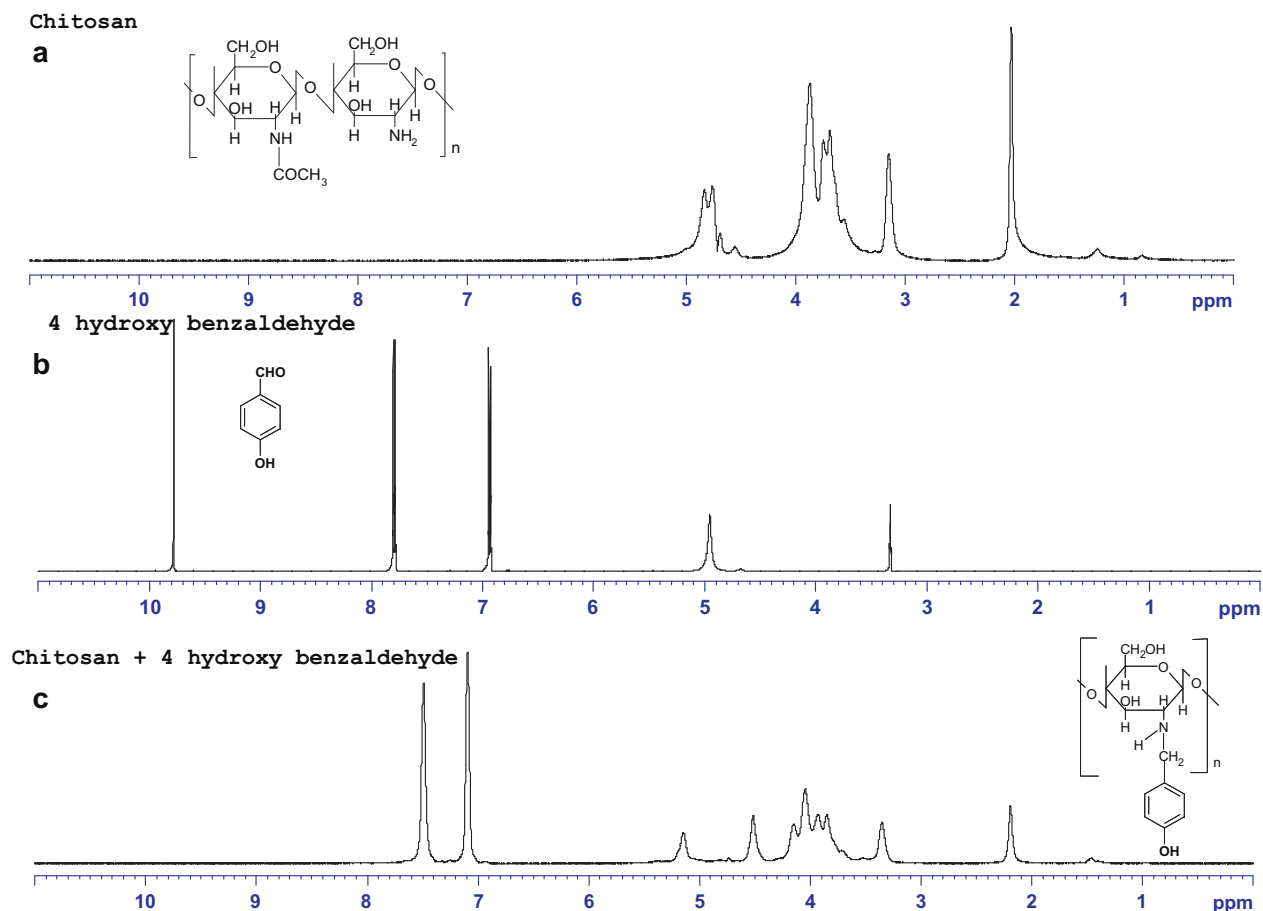 Chitosan
a
CH₂OH CH₂OH
O O
H H
O OH H O OH H O
H H
H NH H NH₂
COCH₃
n
10 9 8 7 6 5 4 3 2 1 ppm
4 hydroxy benzaldehyde
b
CHO
OH
10 9 8 7 6 5 4 3 2 1 ppm
Chitosan + 4 hydroxy benzaldehyde
c
CH₂OH
O
H
O OH H O
H H
H N
CH₂
n
OH
10 9 8 7 6 5 4 3 2 1 ppm